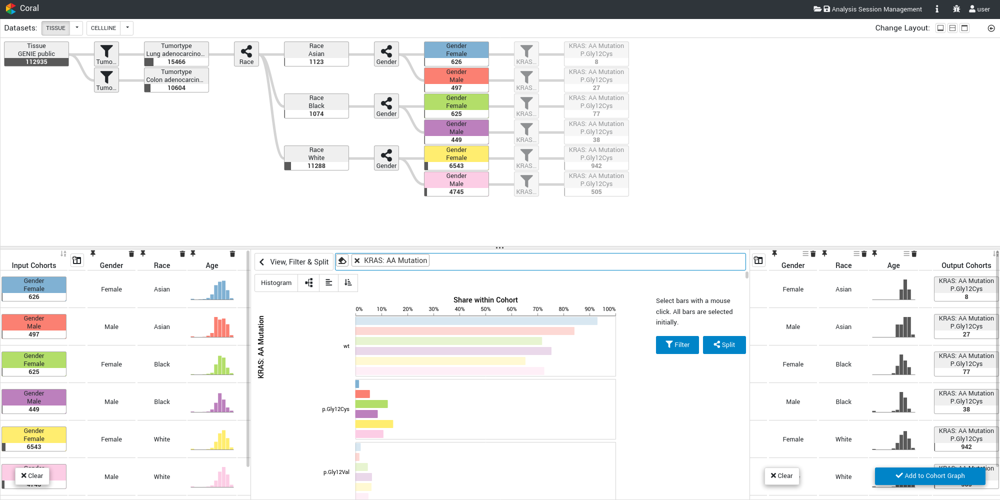 Coral
Analysis Session Management
user
Datasets:
TISSUE
CELLLINE
Change Layout:
Tissue
GENIE public
112935
Tumo...
Tumortype
Lung adenocarcino...
15466
Race
Race
Asian
1123
Gender
Gender
Female
626
KRAS...
KRAS: AA Mutation
P.Gly12Cys
8
Tumo...
Tumortype
Colon adenocarcin...
10604
Gender
Male
497
KRAS...
KRAS: AA Mutation
P.Gly12Cys
27
Race
Black
1074
Gender
Gender
Female
625
KRAS...
KRAS: AA Mutation
P.Gly12Cys
77
Gender
Male
449
KRAS...
KRAS: AA Mutation
P.Gly12Cys
38
Race
White
11288
Gender
Gender
Female
6543
KRAS...
KRAS: AA Mutation
P.Gly12Cys
942
Gender
Male
4745
KRAS...
KRAS: AA Mutation
P.Gly12Cys
505
Input Cohorts
Gender
Race
Age
Gender
Female
626
Female
Asian
Gender
Male
497
Male
Asian
Gender
Female
625
Female
Black
Gender
Male
449
Male
Black
Gender
Female
6543
Female
White
Male
White
Clear
View, Filter & Split
KRAS: AA Mutation
Histogram
Share within Cohort
0% 10% 20% 30% 40% 50% 60% 70% 80% 90% 100%
KRAS: AA Mutation
wt
p.Gly12Cys
p.Gly12Val
Select bars with a mouse
click. All bars are selected
initially.
Filter
Split
Gender
Race
Age
Output Cohorts
Female
Asian
KRAS: AA Mutation
P.Gly12Cys
8
Male
Asian
KRAS: AA Mutation
P.Gly12Cys
27
Female
Black
KRAS: AA Mutation
P.Gly12Cys
77
Male
Black
KRAS: AA Mutation
P.Gly12Cys
38
Female
White
KRAS: AA Mutation
P.Gly12Cys
942
White
KRAS: AA Mutation
Clear
Add to Cohort Graph